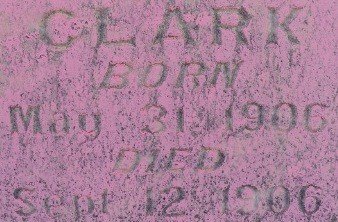 CLARK
BORN
May 31, 1906
DIED
Sept 12, 1906